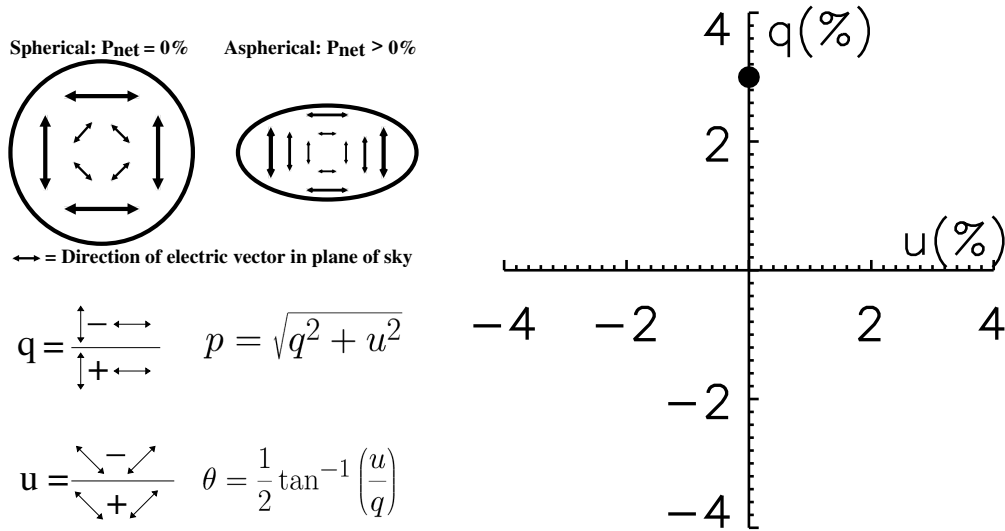 Spherical: Pnet = 0%
Aspherical: Pnet > 0%
= Direction of electric vector in plane of sky
q = − +
p = √(q² + u²)
u = − +
θ = 1/2 tan⁻¹ (u/q)
4 q(%)
2
u(%)
−4 −2 2 4
−2
−4